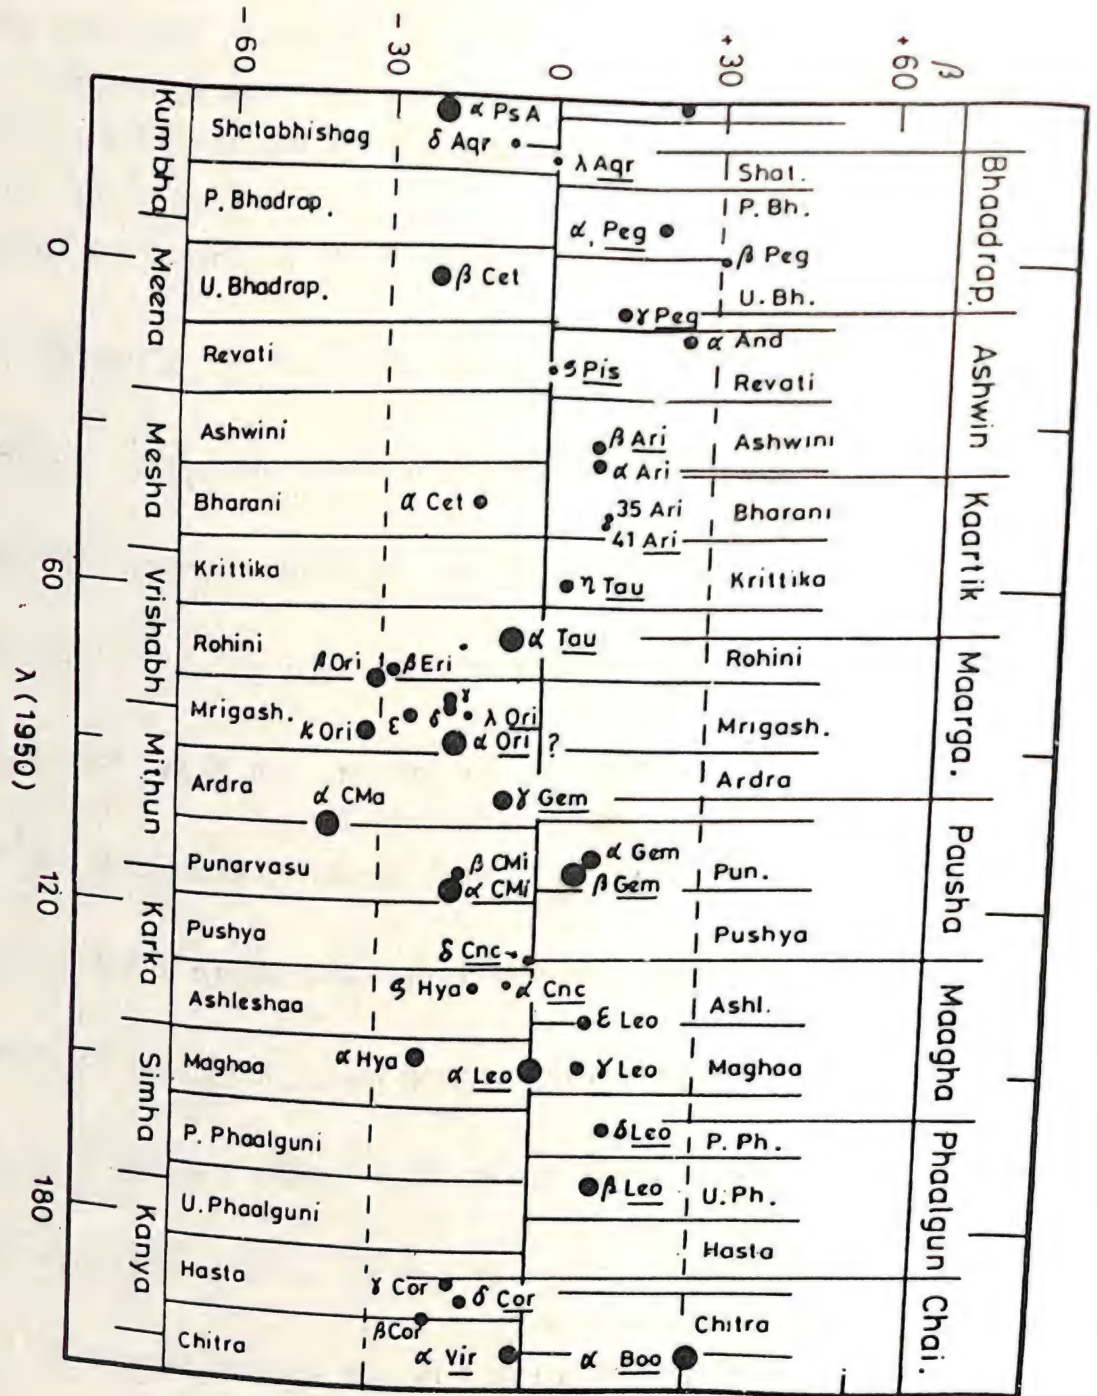 - 60
- 30
0
+ 30
+ 60
β
Kumbha
Meena
Mesha
Vrishabh
Mithun
Karka
Simha
Kanya
0
60
120
180
λ (1950)
Shatabhishag
P. Bhadrap.
U. Bhadrap.
Revati
Ashwini
Bharani
Krittika
Rohini
Mrigash.
Ardra
Punarvasu
Pushya
Ashleshaa
Maghaa
P. Phaalguni
U. Phaalguni
Hasta
Chitra
α PsA
δ Aqr
λ Aqr
α Peg
β Peg
β Cet
γ Peg
α And
ς Pis
β Ari
α Ari
α Cet
35 Ari
41 Ari
η Tau
α Tau
β Ori
β Eri
γ
ε
δ
λ Ori
κ Ori
α Ori ?
α CMa
γ Gem
α Gem
β CMi
α CMi
β Gem
δ Cnc
ς Hya
α Cnc
ε Leo
α Hya
α Leo
γ Leo
δ Leo
β Leo
γ Cor
δ Cor
β Cor
α Vir
α Boo
Shat.
P. Bh.
U. Bh.
Revati
Ashwini
Bharani
Krittika
Rohini
Mrigash.
Ardra
Pun.
Pushya
Ashl.
Maghaa
P. Ph.
U. Ph.
Hasta
Chitra
Bhaadrap.
Ashwin
Kaartik
Maarga.
Pausha
Maagha
Phaalgun
Chai.